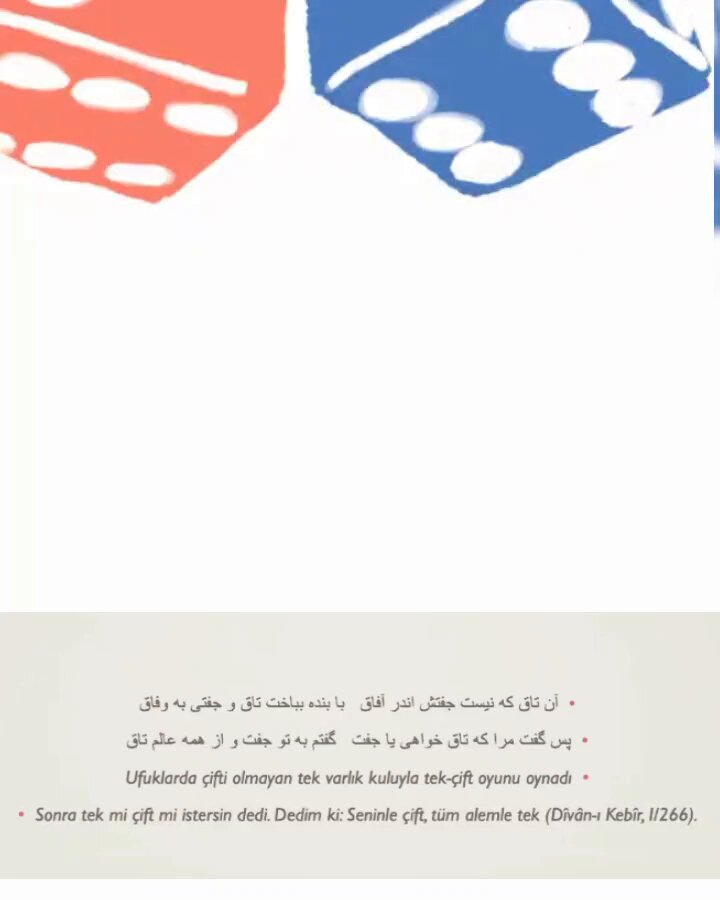 آن تاق که نیست جفتش اندر آفاق   با بنده بباخت تاق و جفتی به وفاق
پس گفت مرا که تاق خواهی یا جفت   گفتم به تو جفت و از همه عالم تاق
Ufuklarda çifti olmayan tek varlık kuluyla tek-çift oyunu oynadı
Sonra tek mi çift mi istersin dedi. Dedim ki: Seninle çift, tüm alemle tek (Dîvân-ı Kebîr, I/266).